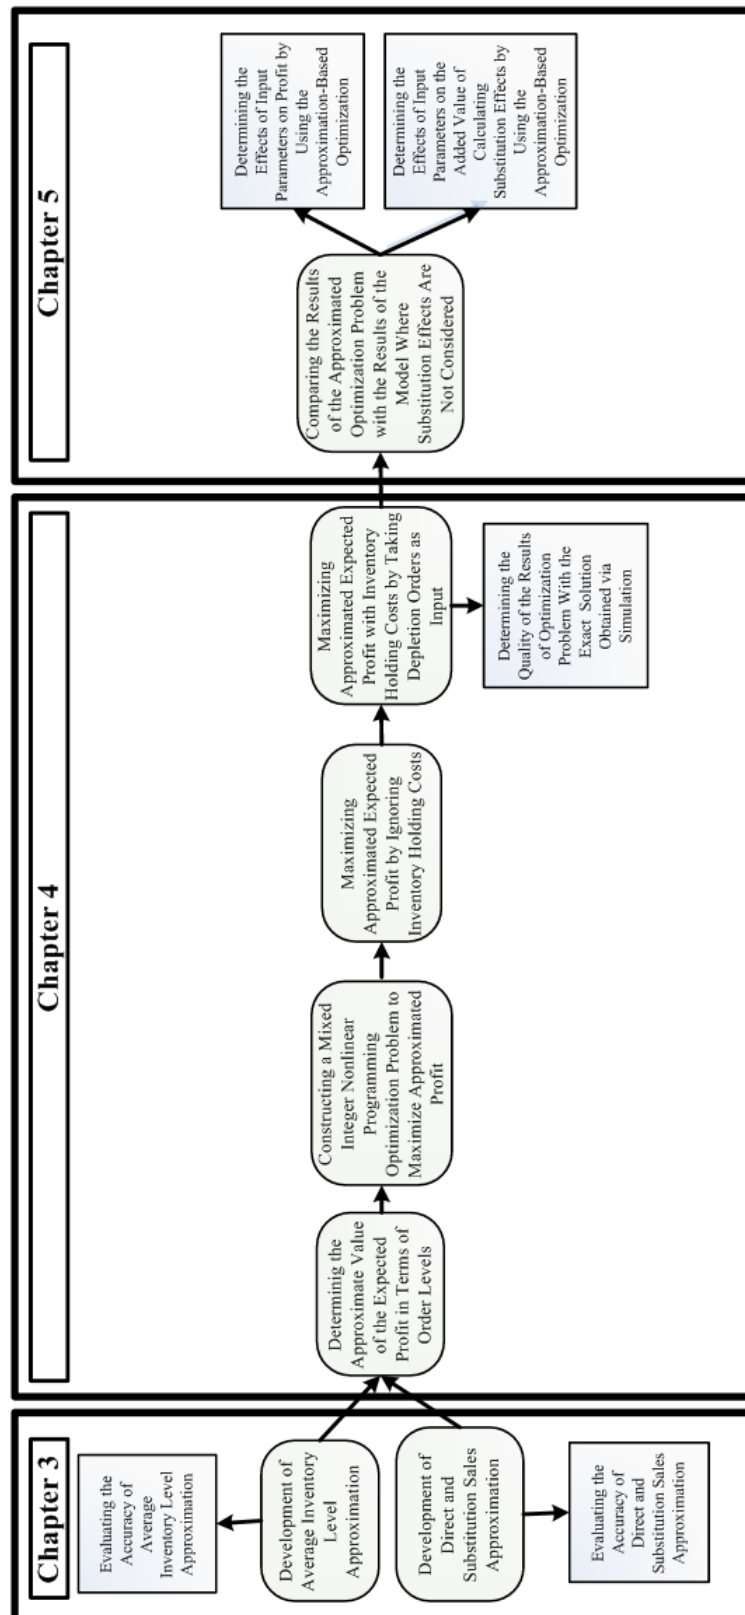 Chapter 3
Evaluating the
Accuracy of
Average
Inventory Level
Approximation
Development of
Average Inventory
Level
Approximation
Development of
Direct and
Substitution Sales
Approximation
Evaluating the
Accuracy of
Direct and
Substitution Sales
Approximation
Chapter 4
Determinig the
Approximate Value
of the Expected
Profit in Terms of
Order Levels
Constructing a Mixed
Integer Nonlinear
Programming
Optimization Problem to
Maximize Approximated
Profit
Maximizing
Approximated Expected
Profit by Ignoring
Inventory Holding Costs
Maximizing
Approximated Expected
Profit with Inventory
Holding Costs by Taking
Depletion Orders as
Input
Determining the
Quality of the Results
of Optimization
Problem With the
Exact Solution
Obtained via
Simulation
Chapter 5
Comparing the Results
of the Approximated
Optimization Problem
with the Results of the
Model Where
Substitution Effects Are
Not Considered
Determining the
Effects of Input
Parameters on Profit by
Using the
Approximation-Based
Optimization
Determining the
Effects of Input
Parameters on the
Added Value of
Calculating
Substitution Effects by
Using the
Approximation-Based
Optimization